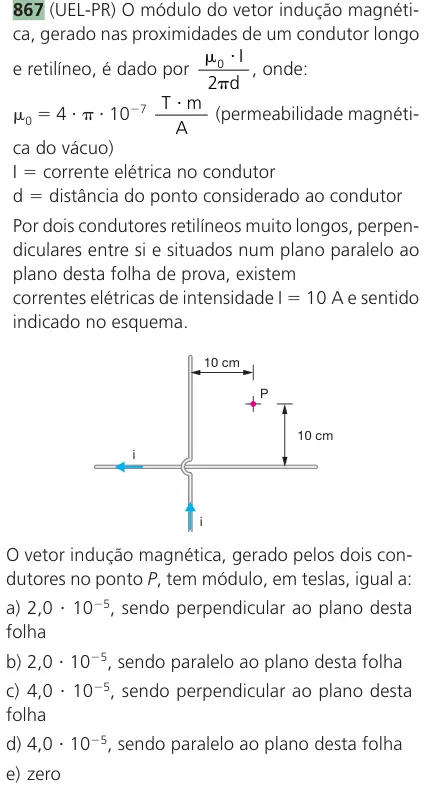 867 (UEL-PR) O módulo do vetor indução magnéti-
ca, gerado nas proximidades de um condutor longo
e retilíneo, é dado por μ₀ · I / 2πd, onde:
μ₀ = 4 · π · 10⁻⁷ T · m / A (permeabilidade magnéti-
ca do vácuo)
I = corrente elétrica no condutor
d = distância do ponto considerado ao condutor
Por dois condutores retilíneos muito longos, perpen-
diculares entre si e situados num plano paralelo ao
plano desta folha de prova, existem
correntes elétricas de intensidade I = 10 A e sentido
indicado no esquema.
10 cm
P
10 cm
i
i
O vetor indução magnética, gerado pelos dois con-
dutores no ponto P, tem módulo, em teslas, igual a:
a) 2,0 · 10⁻⁵, sendo perpendicular ao plano desta
folha
b) 2,0 · 10⁻⁵, sendo paralelo ao plano desta folha
c) 4,0 · 10⁻⁵, sendo perpendicular ao plano desta
folha
d) 4,0 · 10⁻⁵, sendo paralelo ao plano desta folha
e) zero